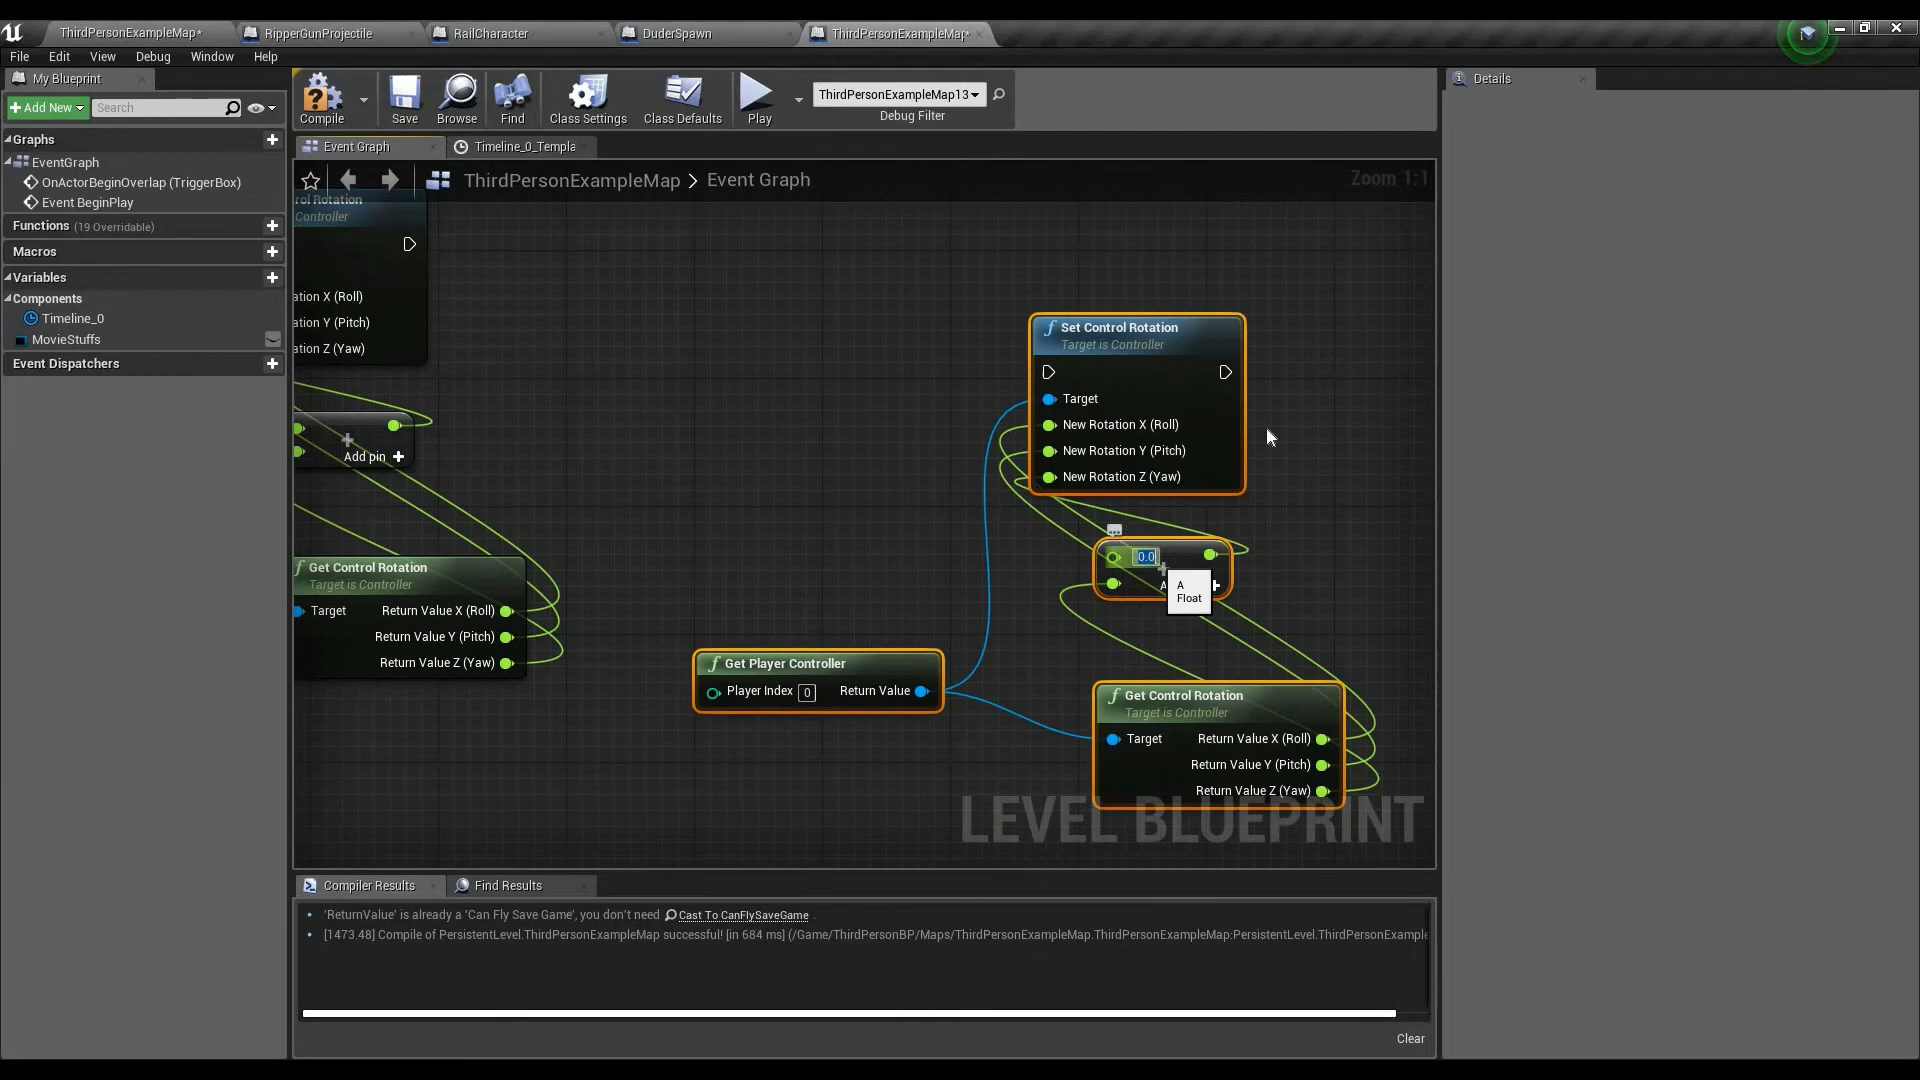 ThirdPersonExampleMap*
RipperGunProjectile
RailCharacter
DuderSpawn
ThirdPersonExampleMap*
File
Edit
View
Debug
Window
Help
My Blueprint
Add New
Search
Graphs
EventGraph
OnActorBeginOverlap (TriggerBox)
Event BeginPlay
Functions (19 Overridable)
Macros
Variables
Components
Timeline_0
MovieStuffs
Event Dispatchers
Compile
Save
Browse
Find
Class Settings
Class Defaults
Play
ThirdPersonExampleMap13
Debug Filter
Details
Event Graph
Timeline_0_Templa
ThirdPersonExampleMap > Event Graph
Zoom 1:1
rol Rotation
Controller
ation X (Roll)
ation Y (Pitch)
ation Z (Yaw)
Add pin
Get Control Rotation
Target is Controller
Target
Return Value X (Roll)
Return Value Y (Pitch)
Return Value Z (Yaw)
Get Player Controller
Player Index 0
Return Value
Set Control Rotation
Target is Controller
Target
New Rotation X (Roll)
New Rotation Y (Pitch)
New Rotation Z (Yaw)
0.0
A
A
Float
Get Control Rotation
Target is Controller
Target
Return Value X (Roll)
Return Value Y (Pitch)
Return Value Z (Yaw)
LEVEL BLUEPRINT
Compiler Results
Find Results
'ReturnValue' is already a 'Can Fly Save Game', you don't need Cast To CanFlySaveGame .
[1473.48] Compile of PersistentLevel.ThirdPersonExampleMap successful! [in 684 ms] (/Game/ThirdPersonBP/Maps/ThirdPersonExampleMap.ThirdPersonExampleMap:PersistentLevel.ThirdPersonExample
Clear